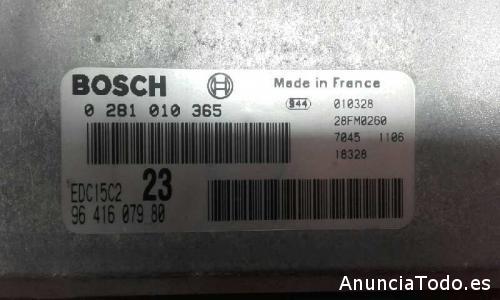 BOSCH
Made in France
0 281 010 365
944 010328
28FM0260
7045 1106
18328
EDC15C2 23
96 416 079 80
AnunciaTodo.es